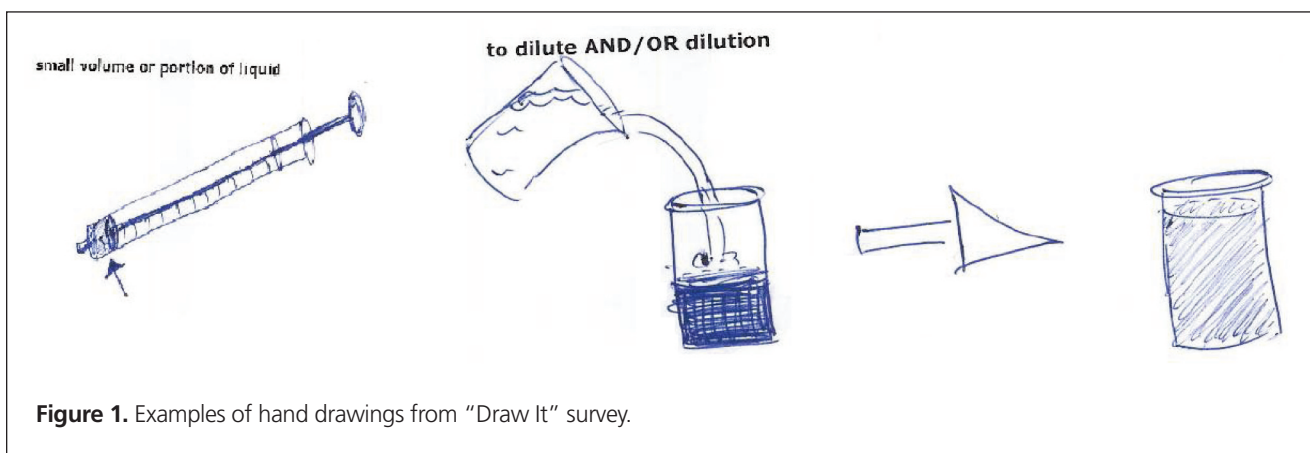 small volume or portion of liquid
to dilute AND/OR dilution
Figure 1. Examples of hand drawings from “Draw It” survey.